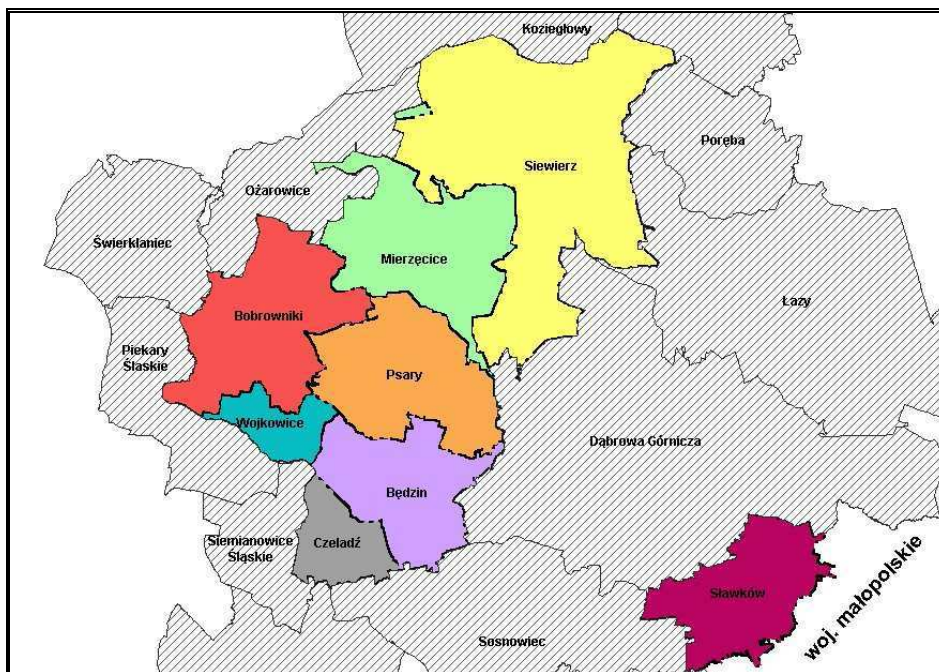 Koziegłowy
Poręba
Siewierz
Ożarowice
Świerklaniec
Mierzęcice
Łazy
Bobrowniki
Piekary
Śląskie
Psary
Wojkowice
Dąbrowa Górnicza
Będzin
Siemianowice
Śląskie
Czeladź
Sławków
woj. małopolskie
Sosnowiec